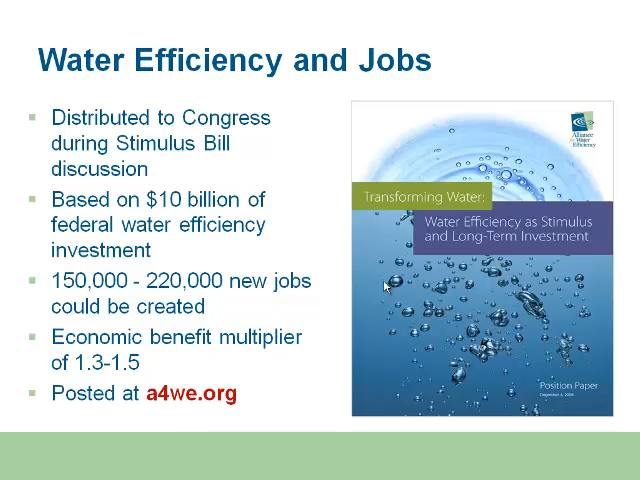 Water Efficiency and Jobs
Distributed to Congress
during Stimulus Bill
discussion
Based on $10 billion of
federal water efficiency
investment
150,000 - 220,000 new jobs
could be created
Economic benefit multiplier
of 1.3-1.5
Posted at a4we.org
Alliance
for Water
Efficiency
Transforming Water:
Water Efficiency as Stimulus
and Long-Term Investment
Position Paper